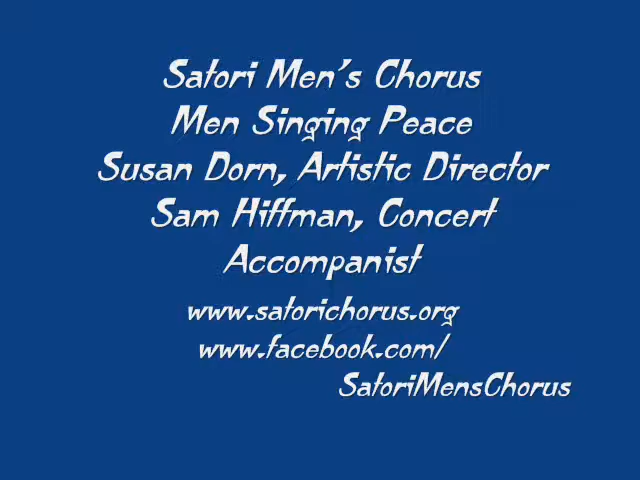 Satori Men's Chorus
Men Singing Peace
Susan Dorn, Artistic Director
Sam Hiffman, Concert
Accompanist
www.satorichorus.org
www.facebook.com/
SatoriMensChorus